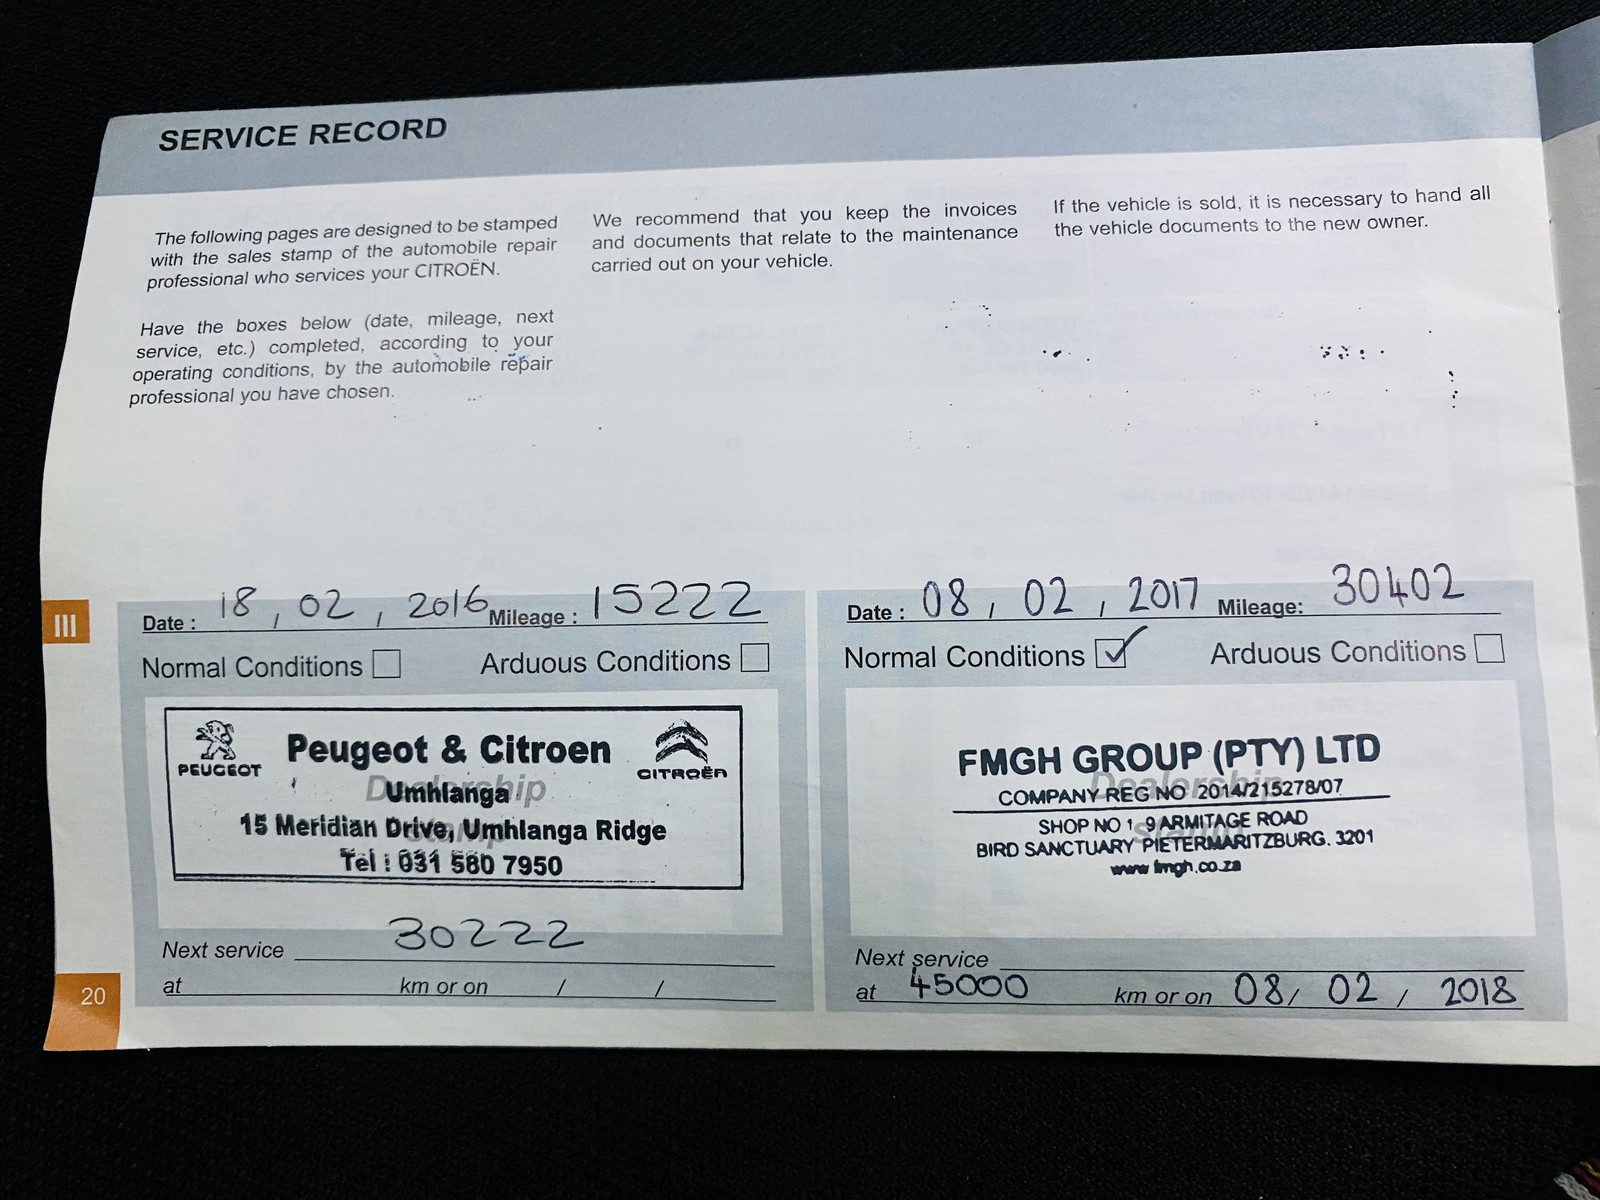 SERVICE RECORD
The following pages are designed to be stamped
with the sales stamp of the automobile repair
professional who services your CITROËN.
Have the boxes below (date, mileage, next
service, etc.) completed, according to your
operating conditions, by the automobile repair
professional you have chosen.
We recommend that you keep the invoices
and documents that relate to the maintenance
carried out on your vehicle.
If the vehicle is sold, it is necessary to hand all
the vehicle documents to the new owner.
III
Date : 18 , 02 , 2016 Mileage : 15222
Normal Conditions Arduous Conditions
PEUGEOT
Peugeot & Citroen
CITROËN
Dealership
Umhlanga
stamp
15 Meridian Drive, Umhlanga Ridge
Tel : 031 580 7950
Next service 30222
at km or on / /
Date : 08 , 02 , 2017 Mileage: 30402
Normal Conditions ✓ Arduous Conditions
FMGH GROUP (PTY) LTD
Dealership
COMPANY REG NO 2014/215278/07
stamp
SHOP NO 1 9 ARMITAGE ROAD
BIRD SANCTUARY PIETERMARITZBURG. 3201
www fmgh.co.za
Next service
at 45000 km or on 08 / 02 / 2018
20